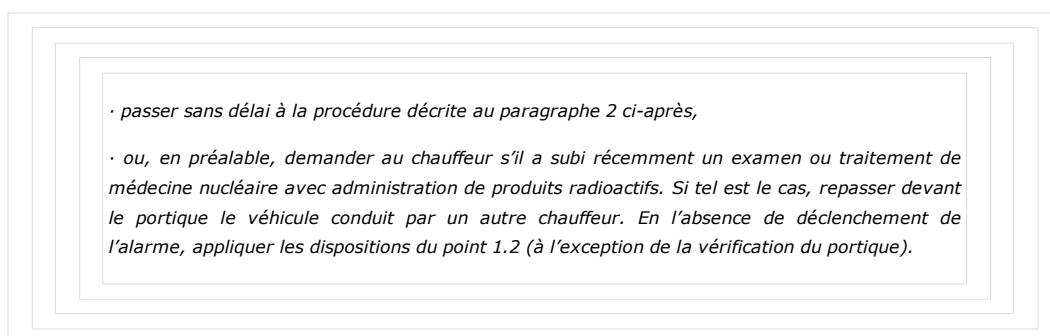 · passer sans délai à la procédure décrite au paragraphe 2 ci-après,
· ou, en préalable, demander au chauffeur s’il a subi récemment un examen ou traitement de
médecine nucléaire avec administration de produits radioactifs. Si tel est le cas, repasser devant
le portique le véhicule conduit par un autre chauffeur. En l’absence de déclenchement de
l’alarme, appliquer les dispositions du point 1.2 (à l’exception de la vérification du portique).